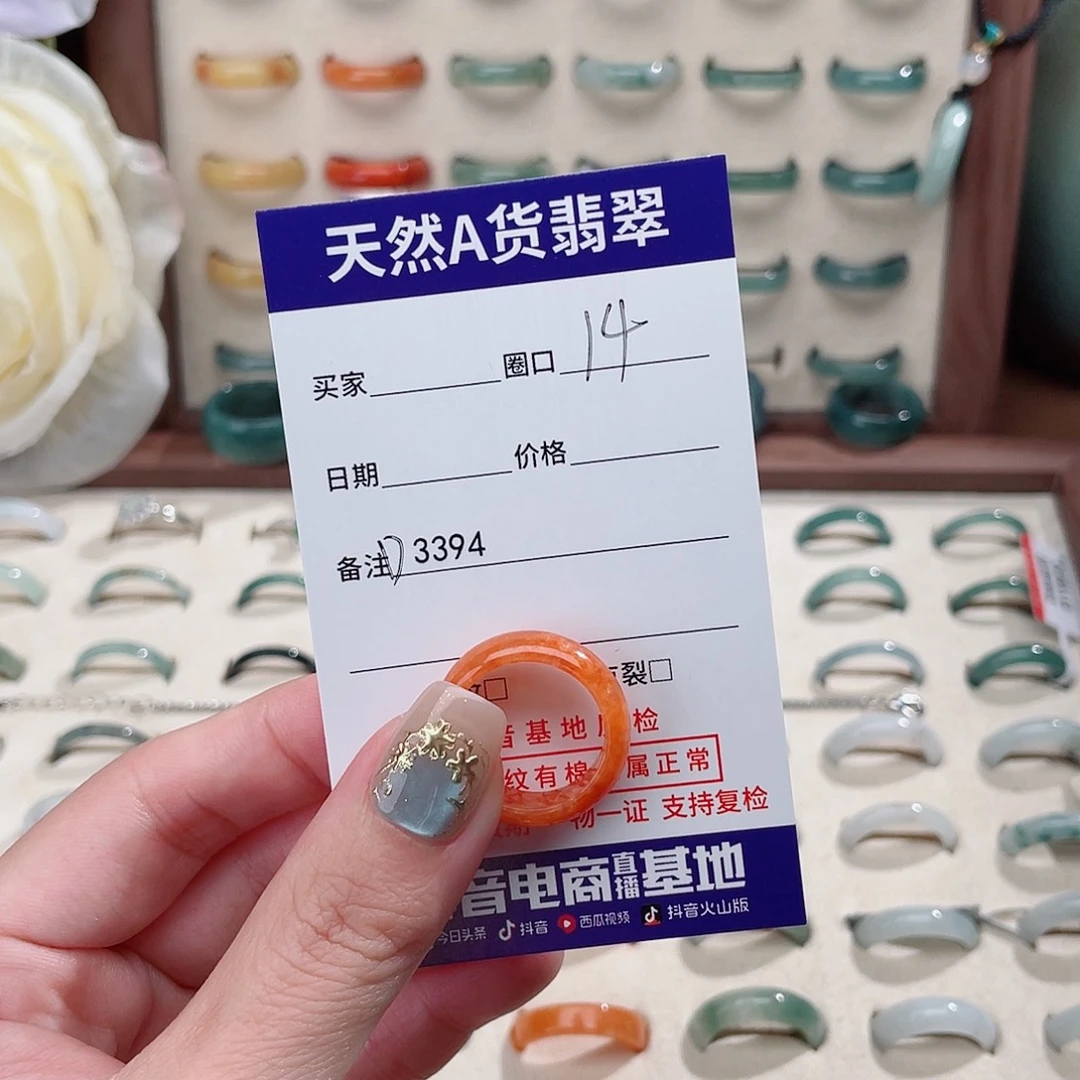 天然A货翡翠
买家 圈口 14
日期 价格
备注 3394
裂□
基地 检
纹有棉 属正常
物一证 支持复检
音电商直播基地
今日头条 抖音 西瓜视频 抖音火山版